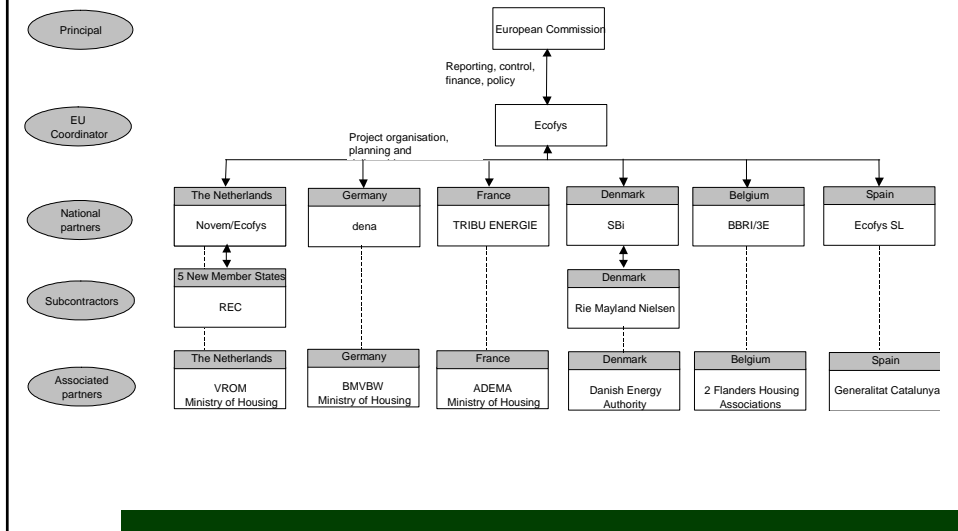 Principal
European Commission
Reporting, control,
finance, policy
EU
Coordinator
Ecofys
Project organisation,
planning and
National
partners
The Netherlands
Novem/Ecofys
Germany
dena
France
TRIBU ENERGIE
Denmark
SBi
Belgium
BBRI/3E
Spain
Ecofys SL
Subcontractors
5 New Member States
REC
Denmark
Rie Mayland Nielsen
Associated
partners
The Netherlands
VROM
Ministry of Housing
Germany
BMVBW
Ministry of Housing
France
ADEMA
Ministry of Housing
Denmark
Danish Energy
Authority
Belgium
2 Flanders Housing
Associations
Spain
Generalitat Catalunya